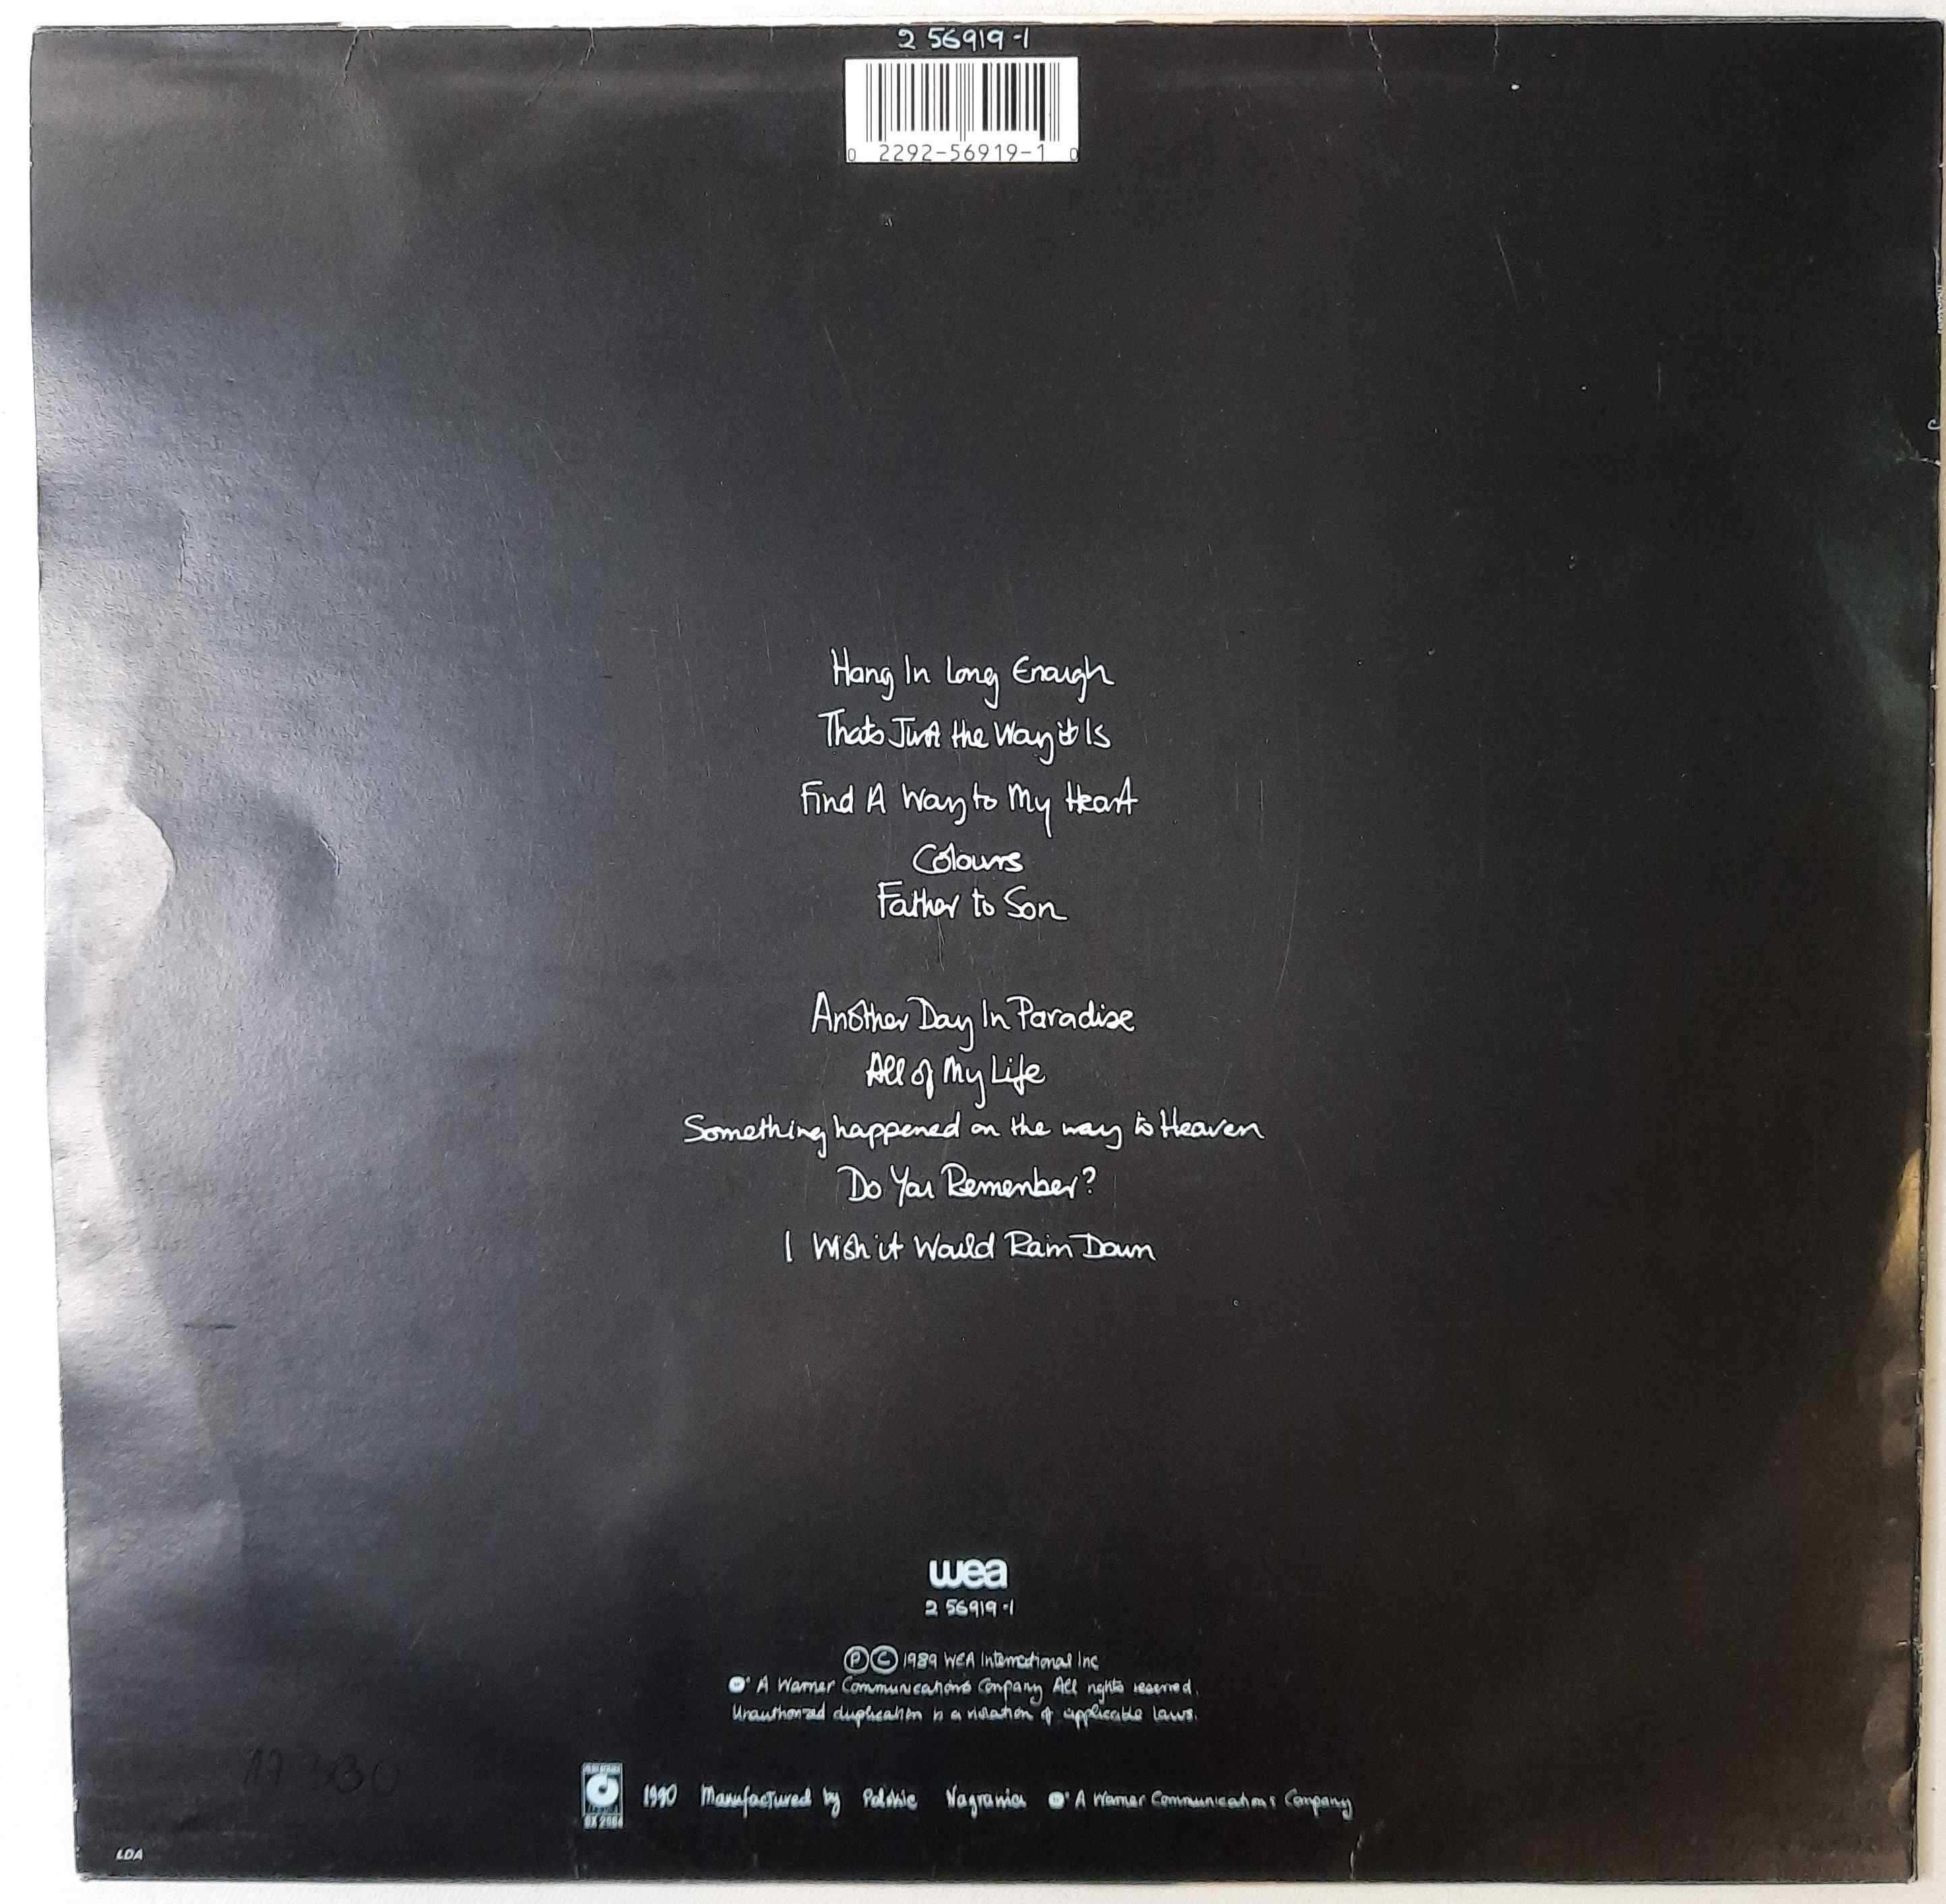 2 56919-1
0 2292-56919-1 0
Hang In Long Enough
Thats Just the Way it Is
Find A Way to My Heart
Colours
Father to Son
Another Day In Paradise
All of My Life
Something happened on the way to Heaven
Do You Remember?
I Wish it Would Rain Down
wea
2 56919-1
Ⓟ Ⓒ 1989 WEA International Inc
A Warner Communications Company All rights reserved.
Unauthorized duplication is a violation of applicable laws.
1990 Manufactured by Polskie Nagrania A Warner Communications Company
LDA